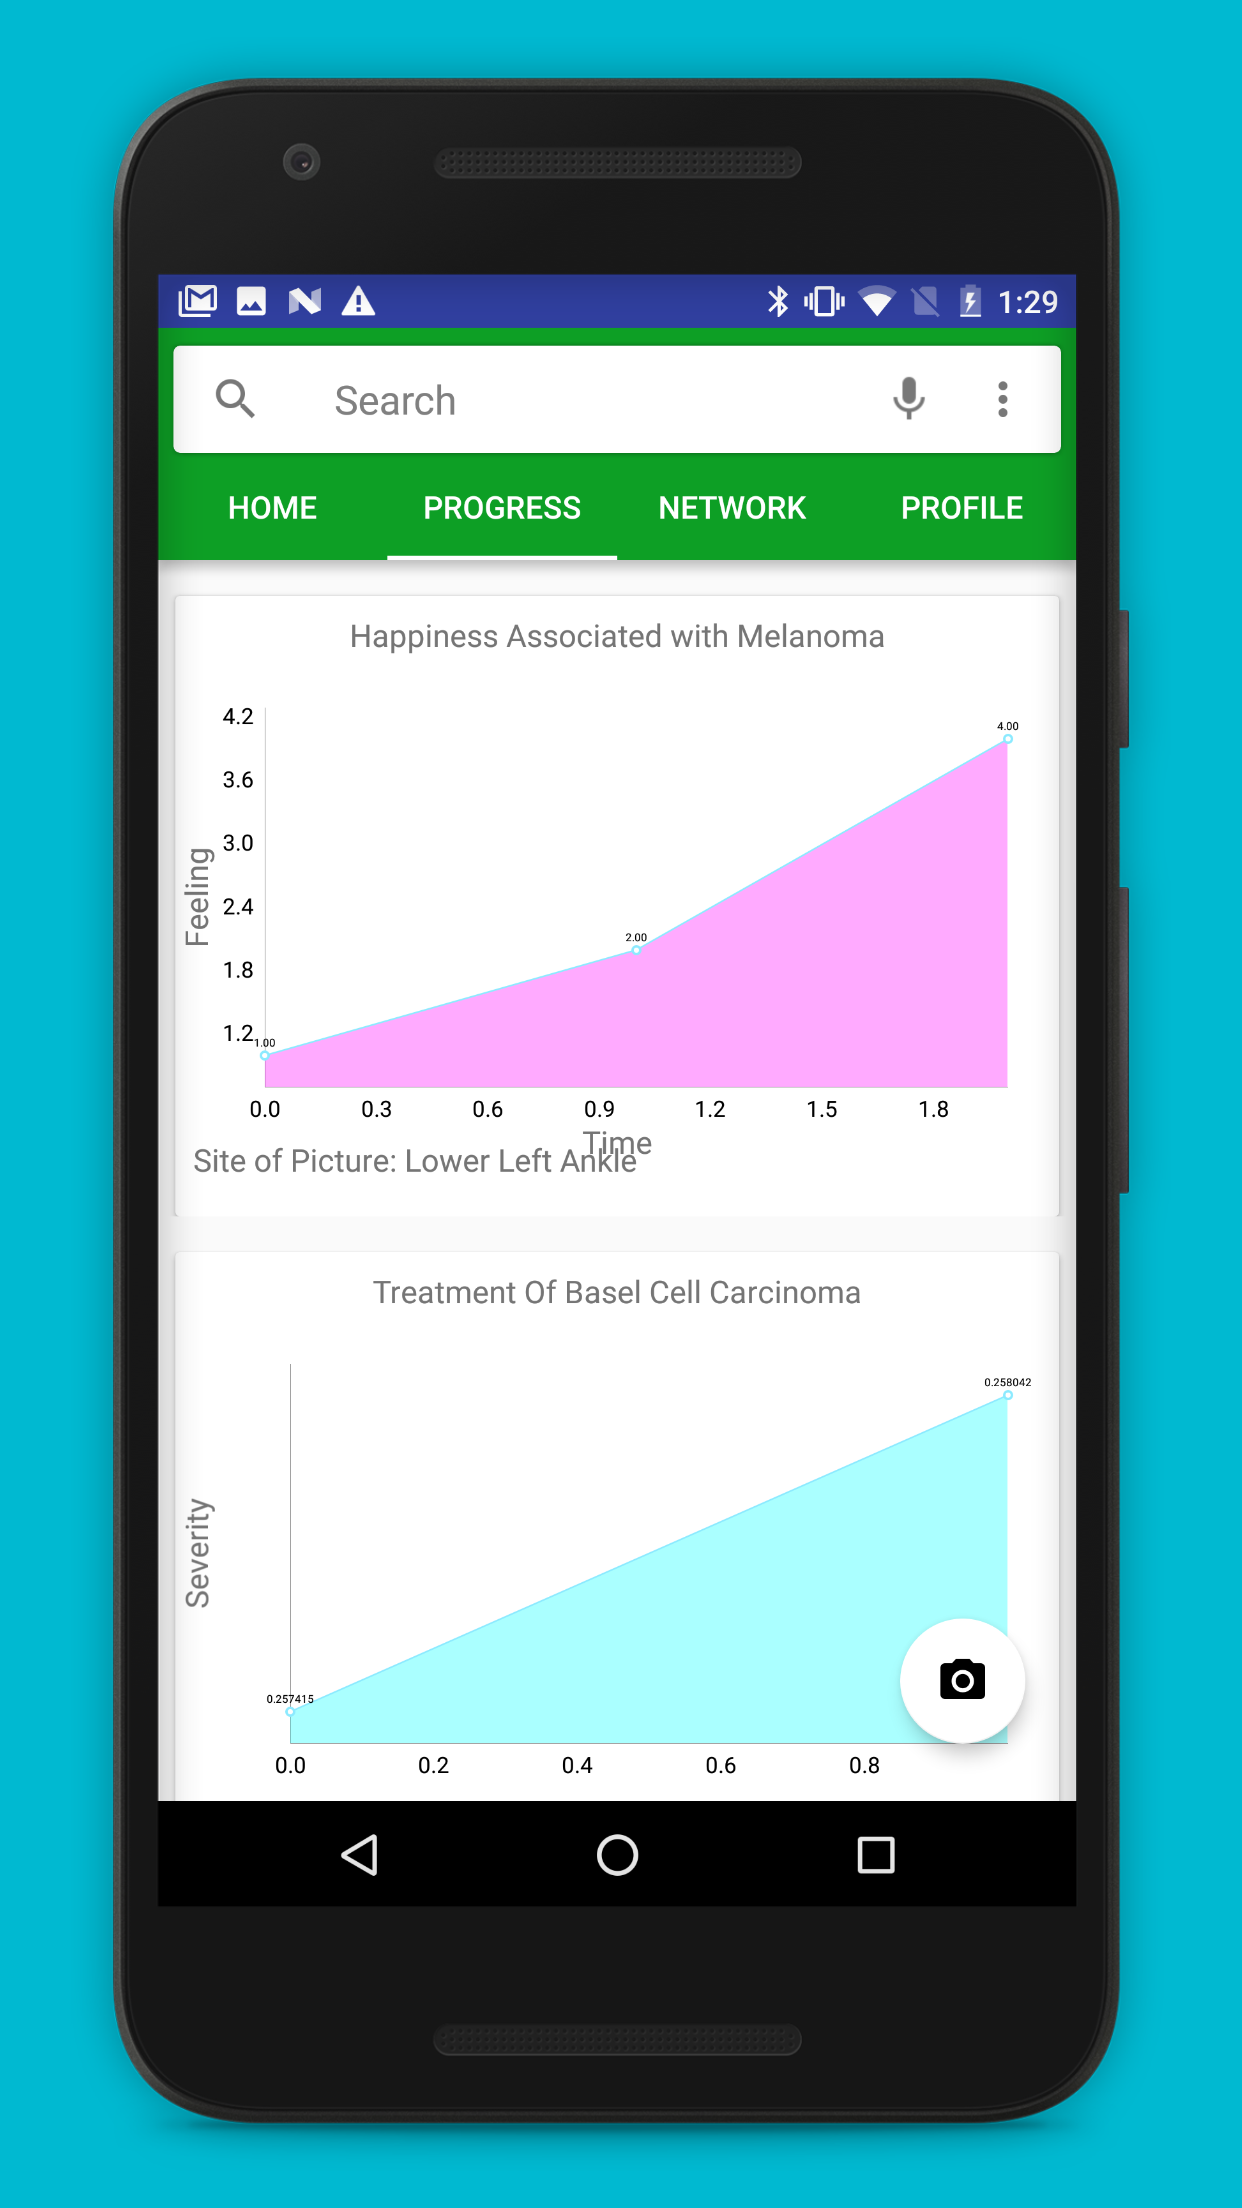 1:29
Search
HOME PROGRESS NETWORK PROFILE
Happiness Associated with Melanoma
4.2
4.00
3.6
3.0
Feeling
2.4
2.00
1.8
1.2
1.00
0.0 0.3 0.6 0.9 1.2 1.5 1.8
Time
Site of Picture: Lower Left Ankle
Treatment Of Basel Cell Carcinoma
0.258042
Severity
0.257415
0.0 0.2 0.4 0.6 0.8